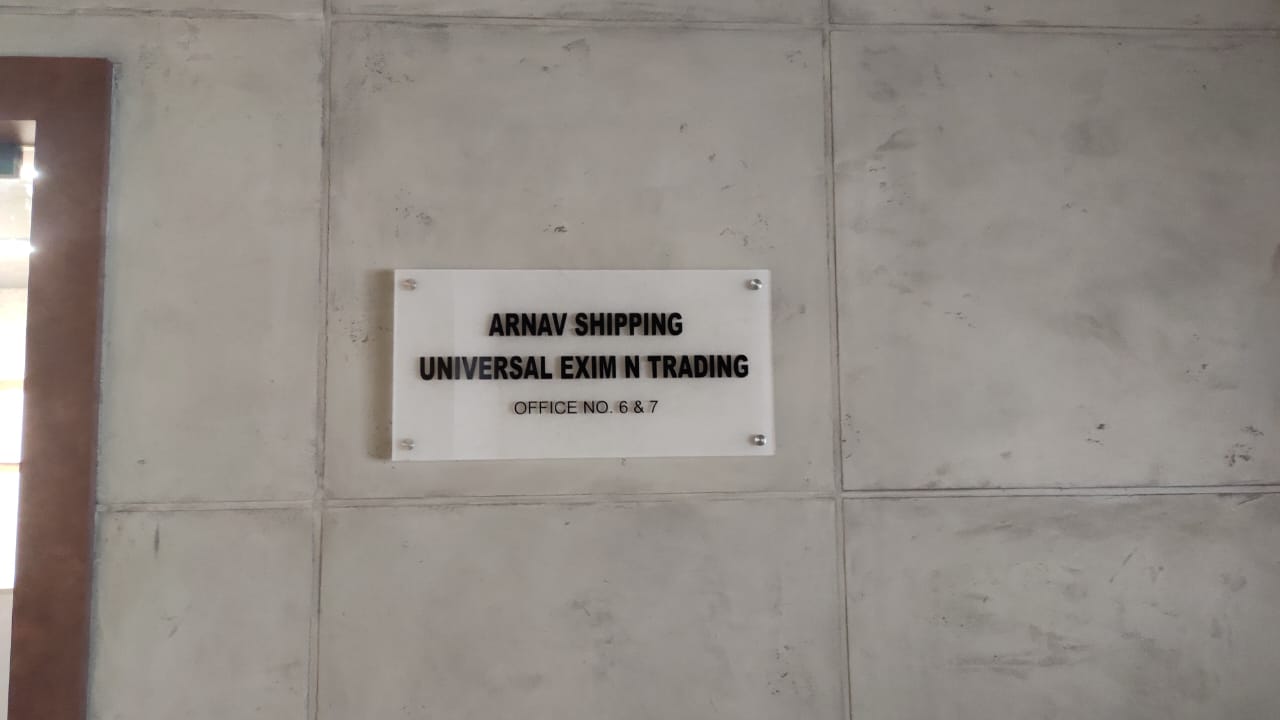 ARNAV SHIPPING
UNIVERSAL EXIM N TRADING
OFFICE NO. 6 & 7